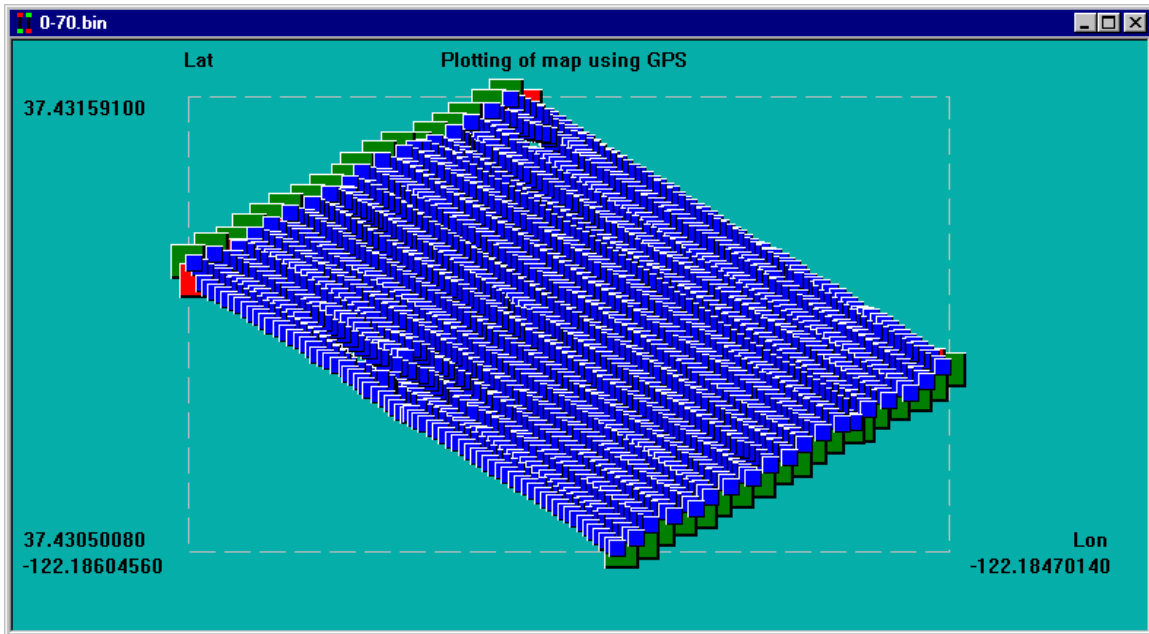 0-70.bin
Lat Plotting of map using GPS
37.43159100
37.43050080 Lon
-122.18604560 -122.18470140